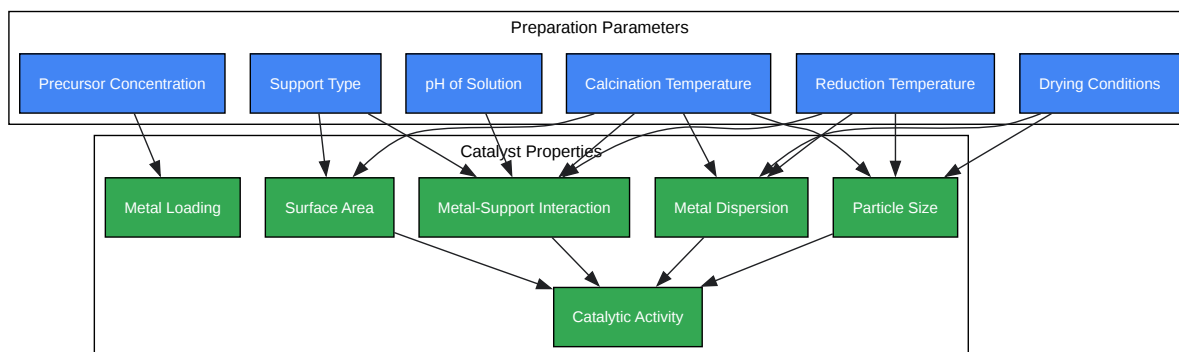 Preparation Parameters
Precursor Concentration
Support Type
pH of Solution
Calcination Temperature
Reduction Temperature
Drying Conditions
Catalyst Properties
Metal Loading
Surface Area
Metal-Support Interaction
Metal Dispersion
Particle Size
Catalytic Activity